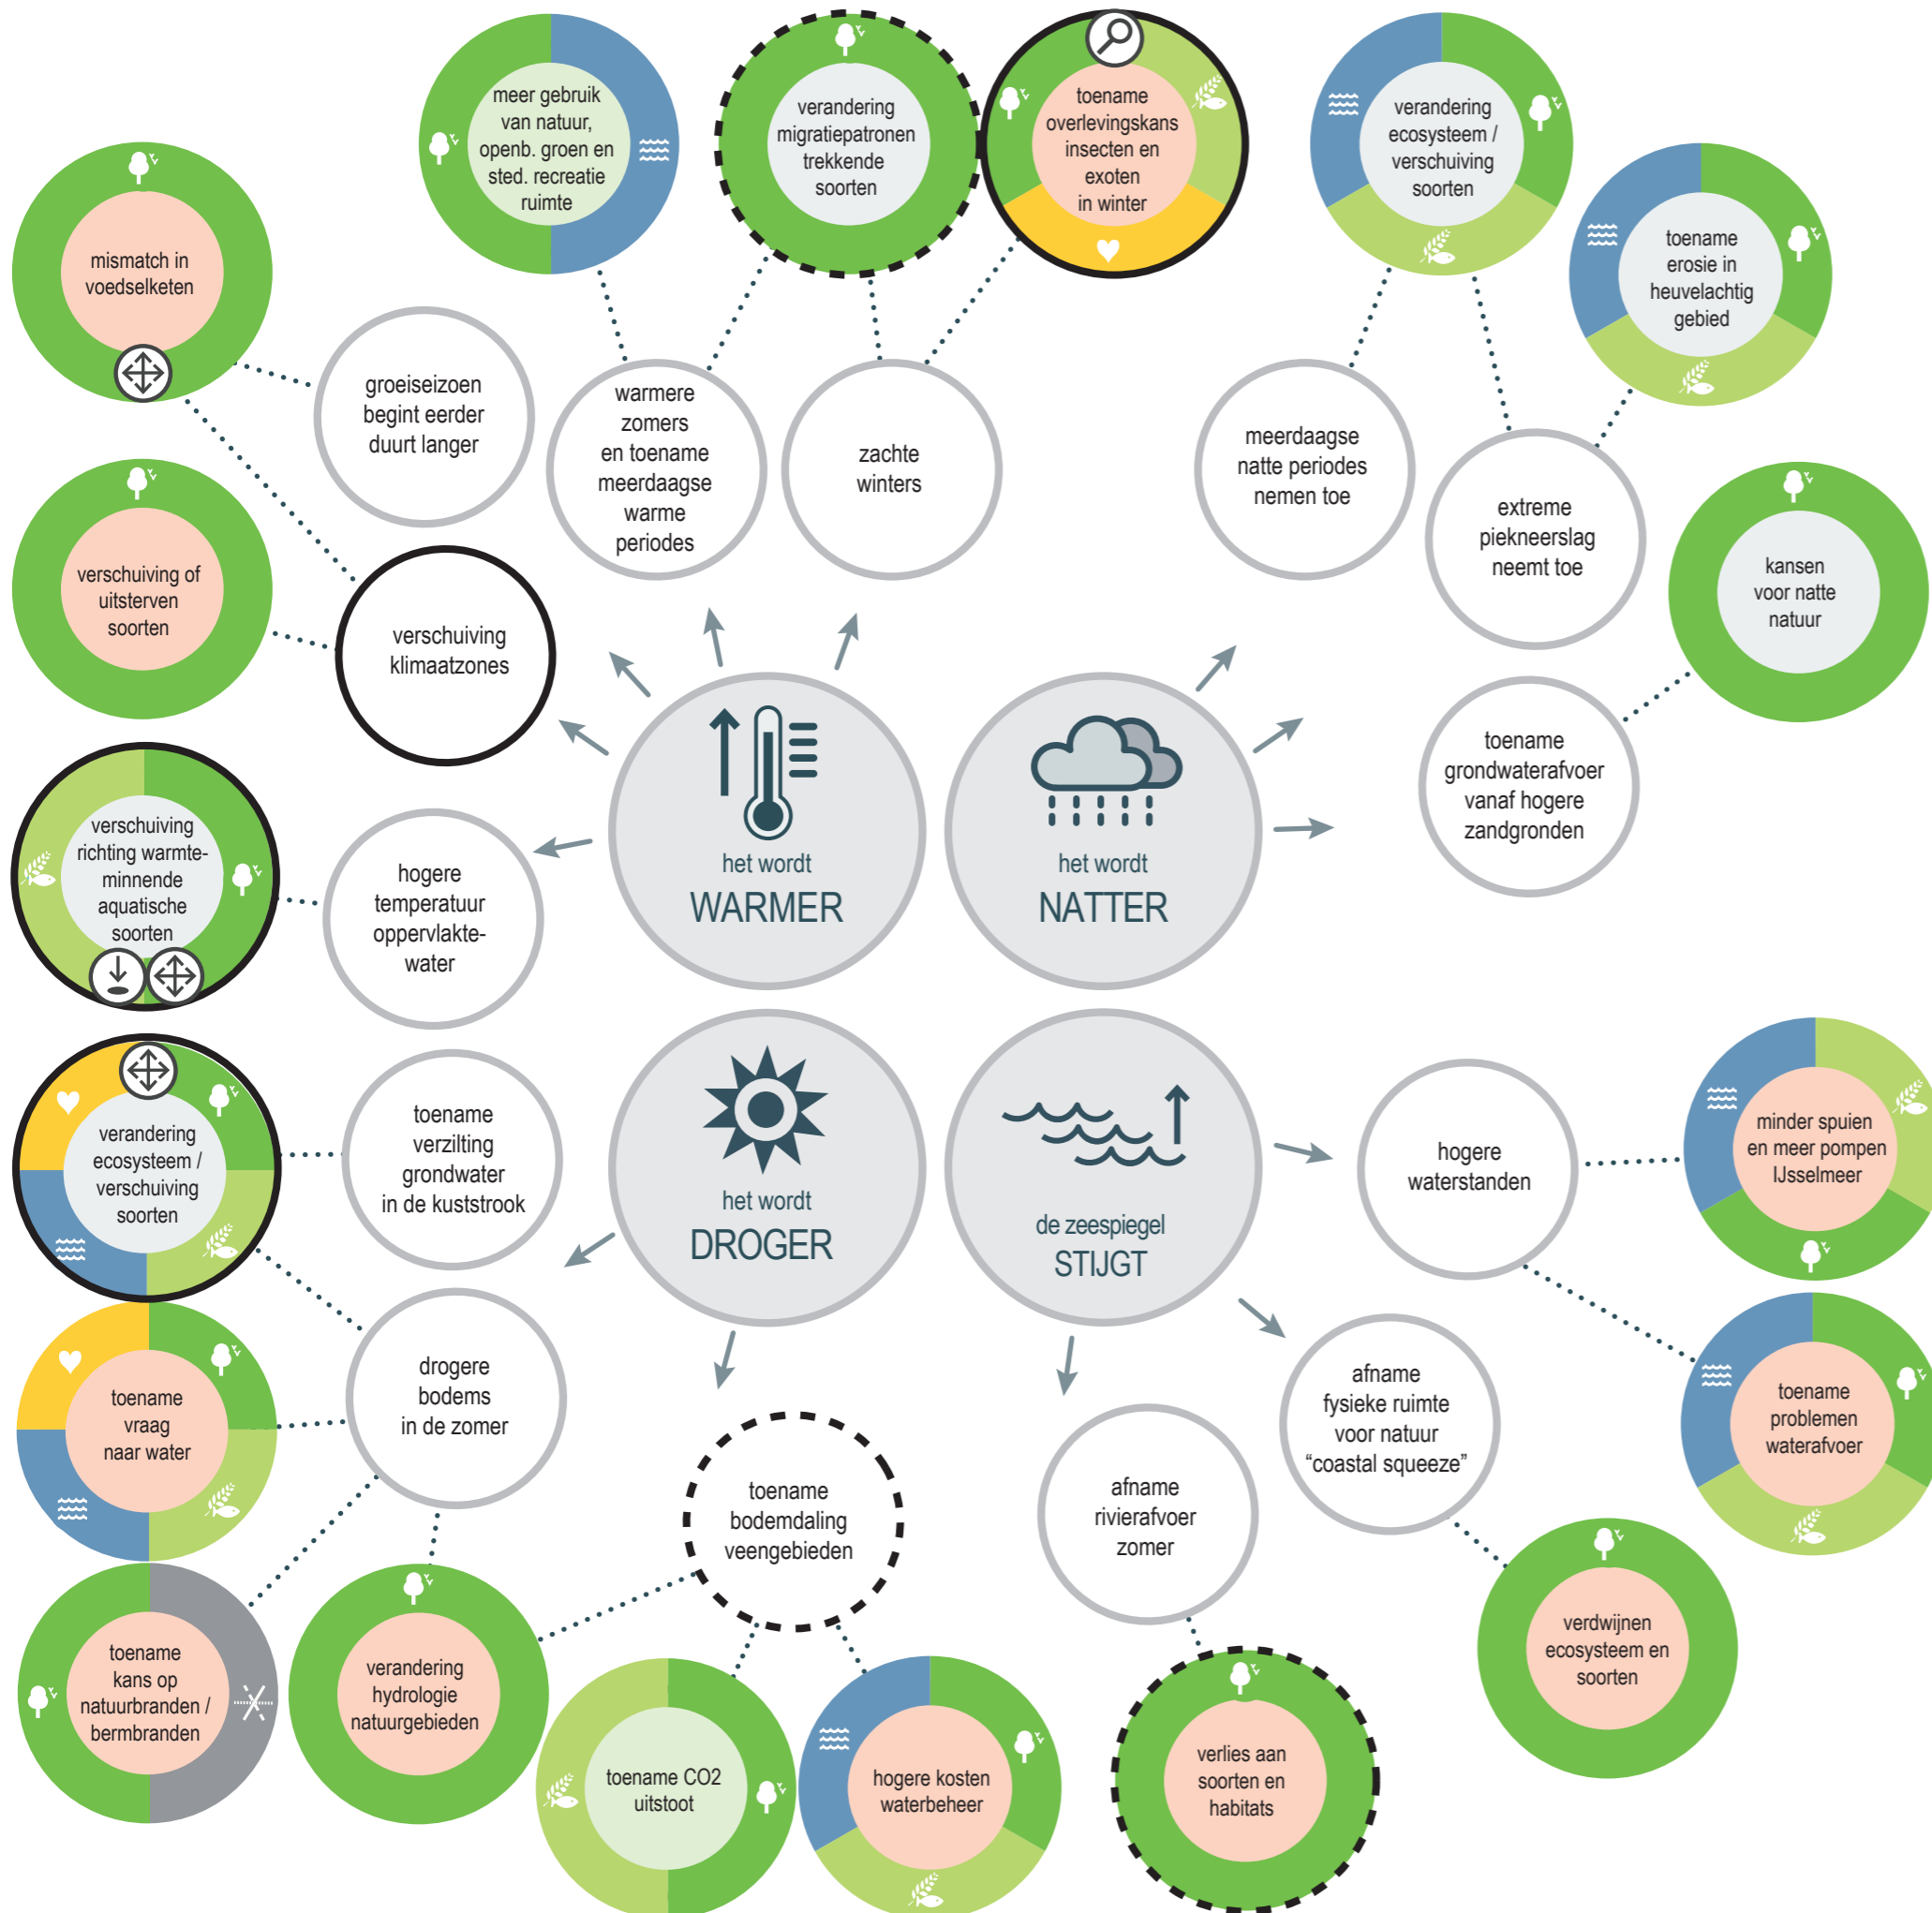 meer gebruik
van natuur,
openb. groen en
sted. recreatie
ruimte
verandering
migratiepatronen
trekkende
soorten
toename
overlevingskans
insecten en
exoten
in winter
verandering
ecosysteem /
verschuiving
soorten
mismatch in
voedselketen
toename
erosie in
heuvelachtig
gebied
groeiseizoen
begint eerder
duurt langer
warmere
zomers
en toename
meerdaagse
warme
periodes
zachte
winters
meerdaagse
natte periodes
nemen toe
extreme
piekneerslag
neemt toe
verschuiving of
uitsterven
soorten
kansen
voor natte
natuur
verschuiving
klimaatzones
toename
grondwaterafvoer
vanaf hogere
zandgronden
verschuiving
richting warmte-
minnende
aquatische
soorten
hogere
temperatuur
oppervlakte-
water
het wordt
WARMER
het wordt
NATTER
verandering
ecosysteem /
verschuiving
soorten
toename
verzilting
grondwater
in de kuststrook
het wordt
DROGER
de zeespiegel
STIJGT
hogere
waterstanden
minder spuien
en meer pompen
IJsselmeer
toename
vraag
naar water
drogere
bodems
in de zomer
afname
fysieke ruimte
voor natuur
“coastal squeeze”
toename
problemen
waterafvoer
toename
bodemdaling
veengebieden
afname
rivierafvoer
zomer
toename
kans op
natuurbranden /
bermbranden
verandering
hydrologie
natuurgebieden
verdwijnen
ecosysteem en
soorten
toename CO2
uitstoot
hogere kosten
waterbeheer
verlies aan
soorten en
habitats